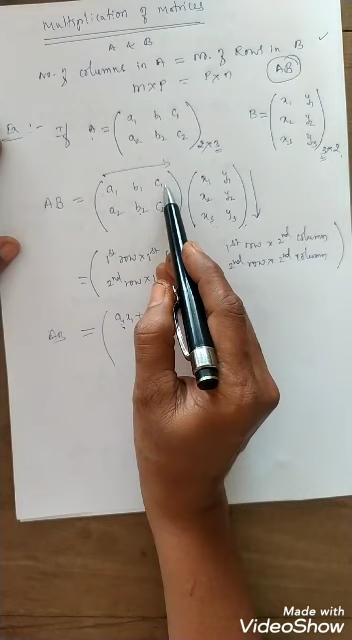 Multiplication of Matrices
A & B
No. of columns in A = No. of Rows in B
m×p = p×n AB
Ex :- If A = ( a₁ b₁ c₁ B = ( x₁ y₁
a₂ b₂ c₂ )2×3 x₂ y₂
x₃ y₃ )3×2
AB = ( a₁ b₁ c₁ ( x₁ y₁
a₂ b₂ c₂ ) x₂ y₂
x₃ y₃ )
= ( 1st row × 1st 1st row × 2nd column
2nd row × 2nd row × 2nd column )
AB = ( a₁x₁ +
Made with
VideoShow